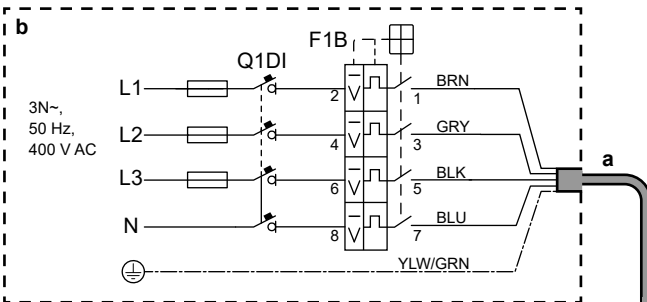 b
F1B
Q1DI
L1
2
1
BRN
3N~,
50 Hz,
400 V AC
L2
4
3
GRY
L3
6
5
BLK
a
N
8
7
BLU
YLW/GRN